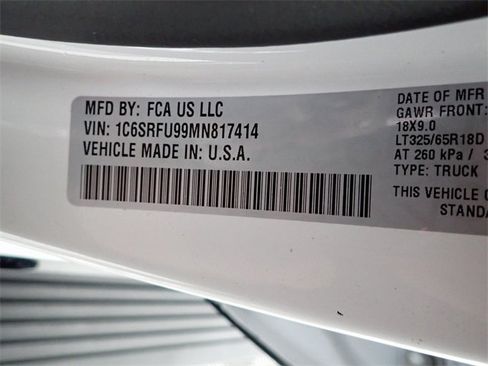 MFD BY: FCA US LLC
VIN: 1C6SRFU99MN817414
VEHICLE MADE IN: U.S.A.
DATE OF MFR
GAWR FRONT:
18X9.0
LT325/65R18D
AT 260 kPa /
TYPE: TRUCK
THIS VEHICLE
STANDA